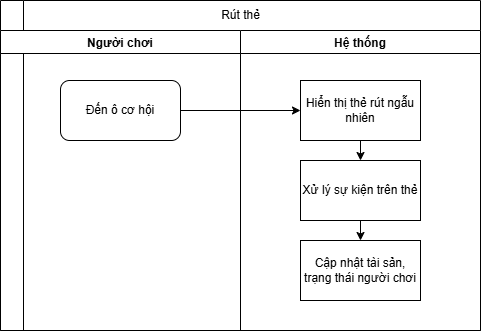 Rút thẻ
Người chơi
Hệ thống
Đến ô cơ hội
Hiển thị thẻ rút ngẫu
nhiên
Xử lý sự kiện trên thẻ
Cập nhật tài sản,
trạng thái người chơi